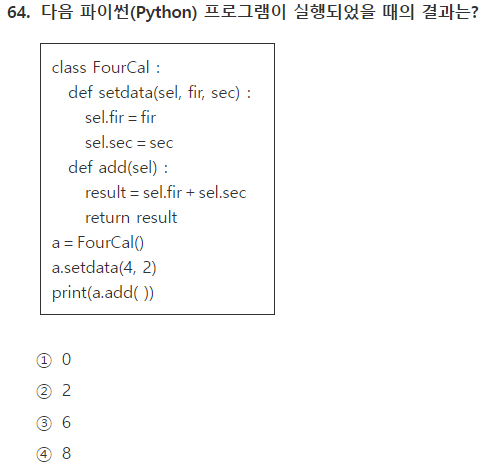 64. 다음 파이썬(Python) 프로그램이 실행되었을 때의 결과는?
class FourCal :
def setdata(sel, fir, sec) :
sel.fir = fir
sel.sec = sec
def add(sel) :
result = sel.fir + sel.sec
return result
a = FourCal()
a.setdata(4, 2)
print(a.add( ))
① 0
② 2
③ 6
④ 8